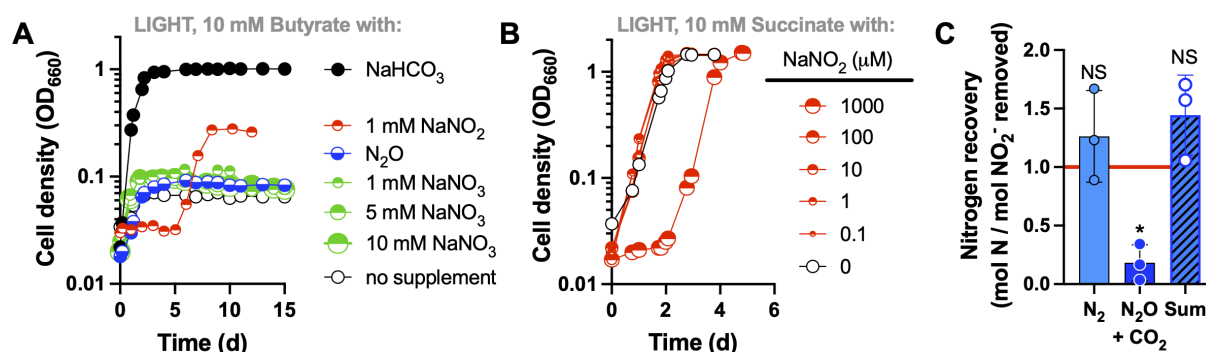 A
LIGHT, 10 mM Butyrate with:
Cell density (OD660)
1
0.1
0.01
0
5
10
15
Time (d)
NaHCO3
1 mM NaNO2
N2O
1 mM NaNO3
5 mM NaNO3
10 mM NaNO3
no supplement
B
LIGHT, 10 mM Succinate with:
Cell density (OD660)
1
0.1
0.01
0
2
4
6
Time (d)
NaNO2 (μM)
1000
100
10
1
0.1
0
C
Nitrogen recovery
(mol N / mol NO2- removed)
2.0
1.5
1.0
0.5
0.0
NS
*
NS
N2
N2O
Sum
+ CO2